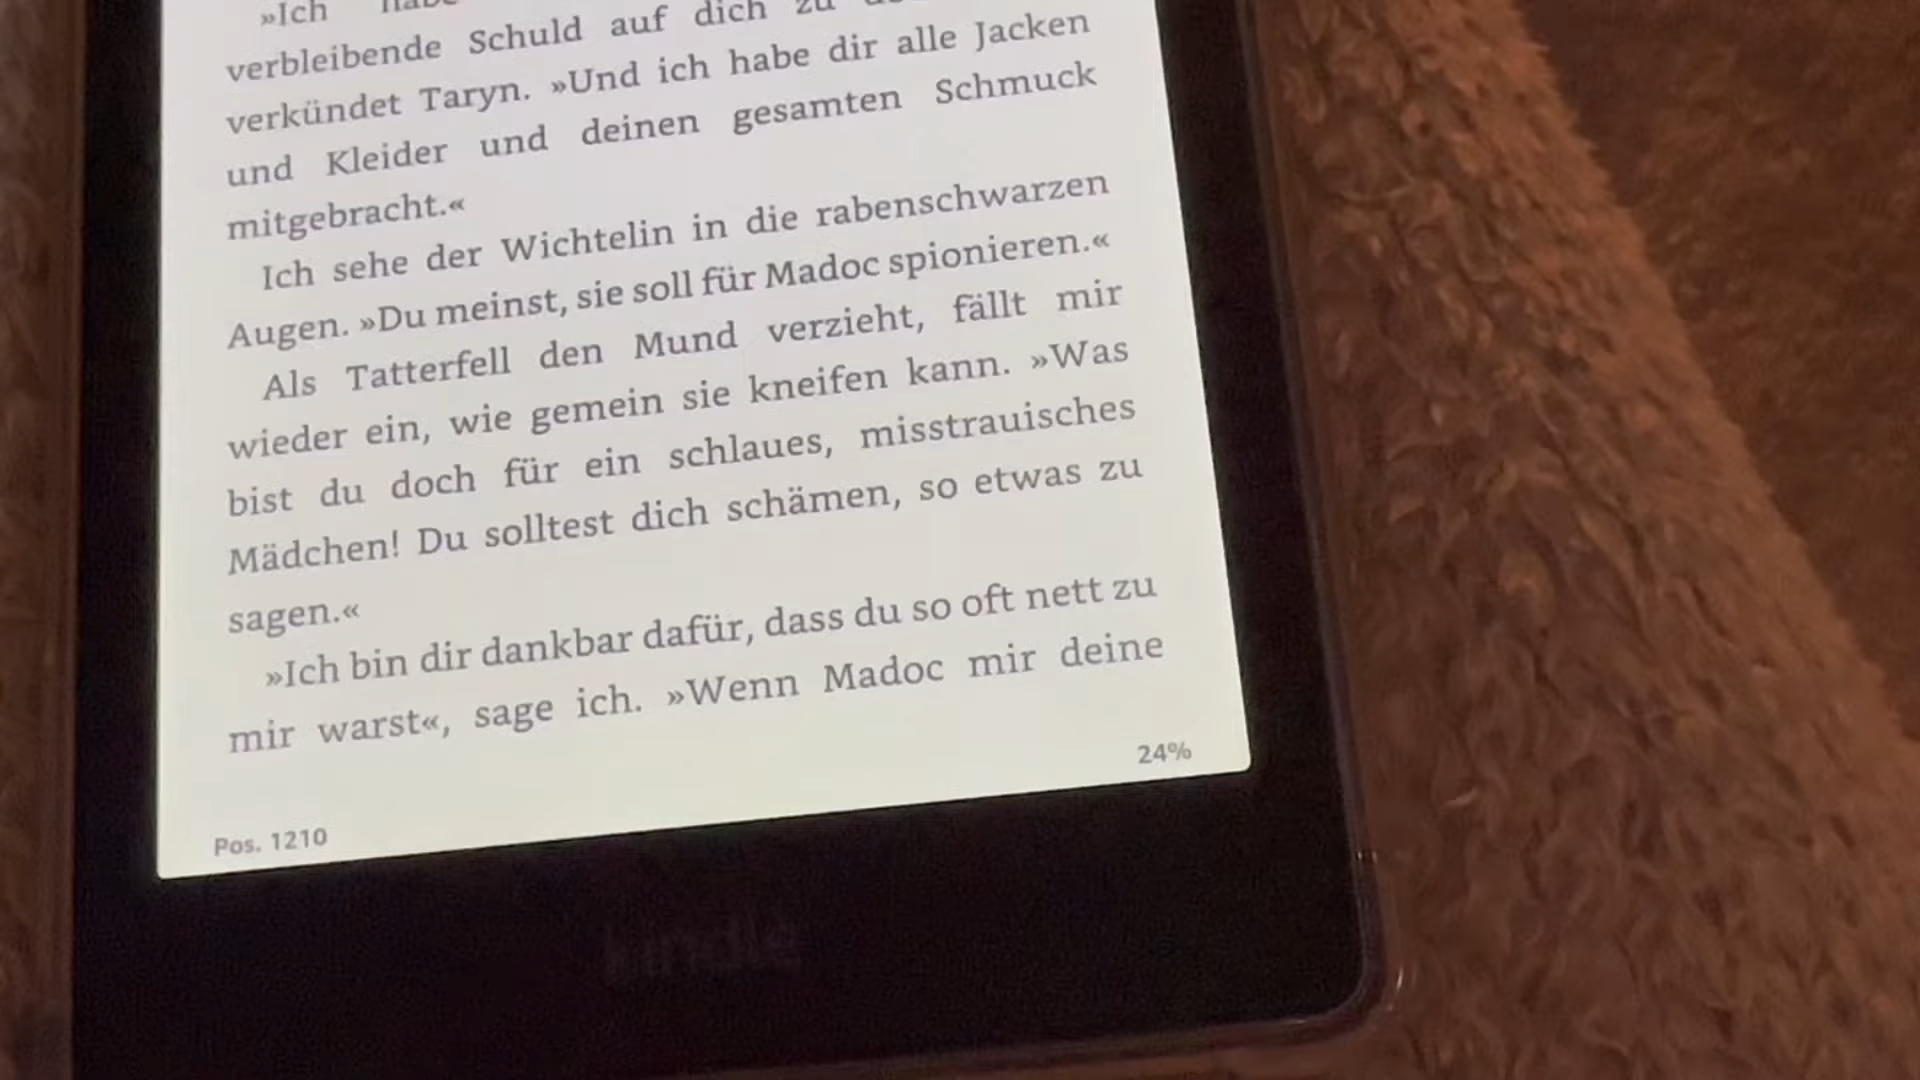 »Ich
verbleibende Schuld auf dich zu
verkündet Taryn. »Und ich habe dir alle Jacken
und Kleider und deinen gesamten Schmuck
mitgebracht.«
Ich sehe der Wichtelin in die rabenschwarzen
Augen. »Du meinst, sie soll für Madoc spionieren.«
Als Tatterfell den Mund verzieht, fällt mir
wieder ein, wie gemein sie kneifen kann. »Was
bist du doch für ein schlaues, misstrauisches
Mädchen! Du solltest dich schämen, so etwas zu
sagen.«
»Ich bin dir dankbar dafür, dass du so oft nett zu
mir warst«, sage ich. »Wenn Madoc mir deine
24%
Pos. 1210
kindle